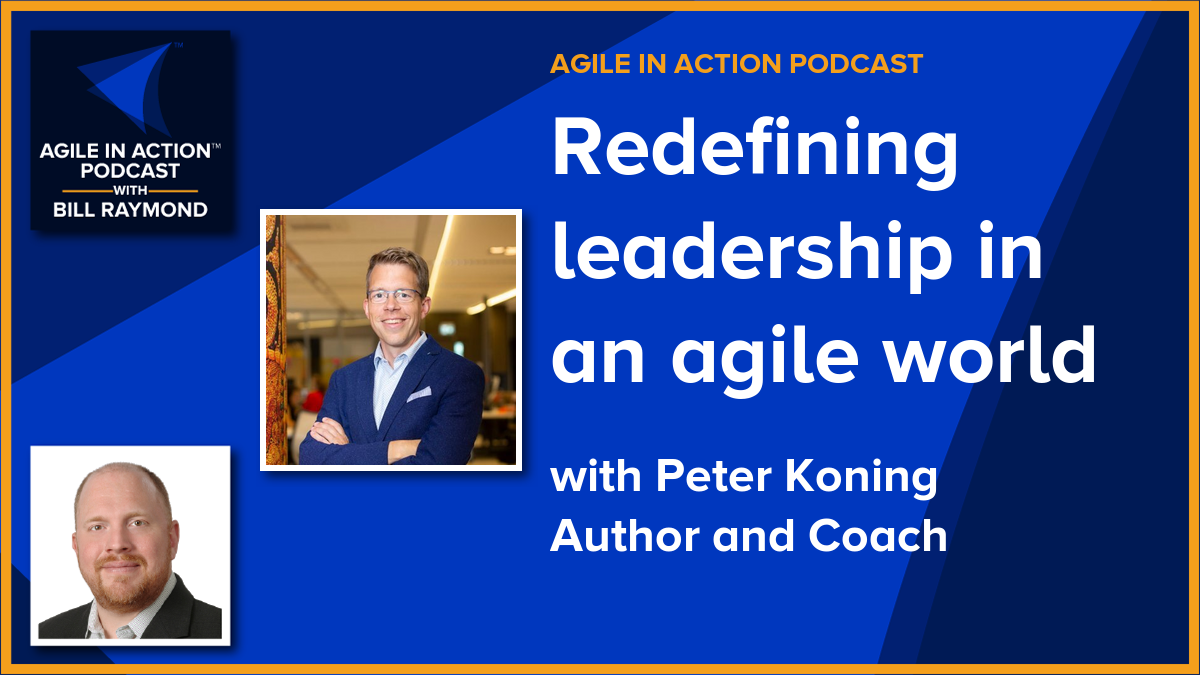 TM
AGILE IN ACTION™
PODCAST
WITH
BILL RAYMOND
AGILE IN ACTION PODCAST
Redefining
leadership in
an agile world
with Peter Koning
Author and Coach